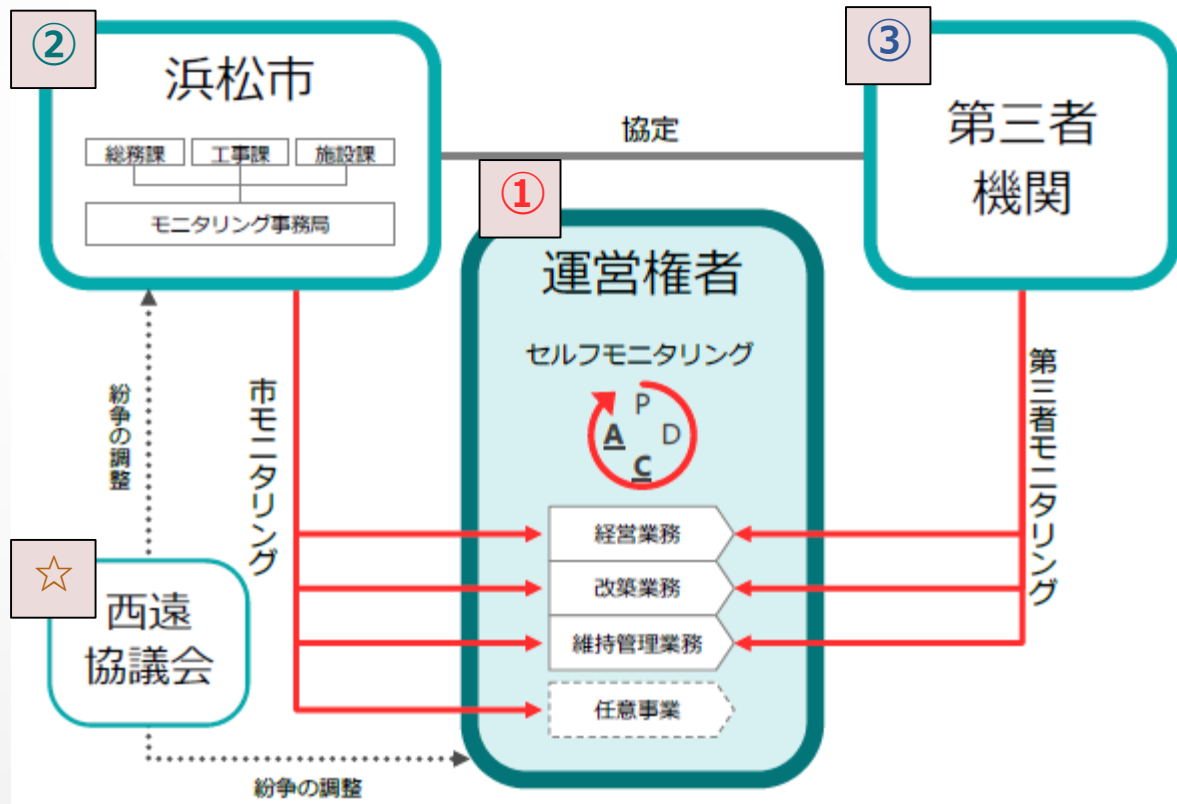 ②
浜松市
総務課 工事課 施設課
モニタリング事務局
協定
③
第三者
機関
①
運営権者
セルフモニタリング
P
D
C
A
経営業務
改築業務
維持管理業務
任意事業
市モニタリング
第三者モニタリング
紛争の調整
☆
西遠
協議会
紛争の調整